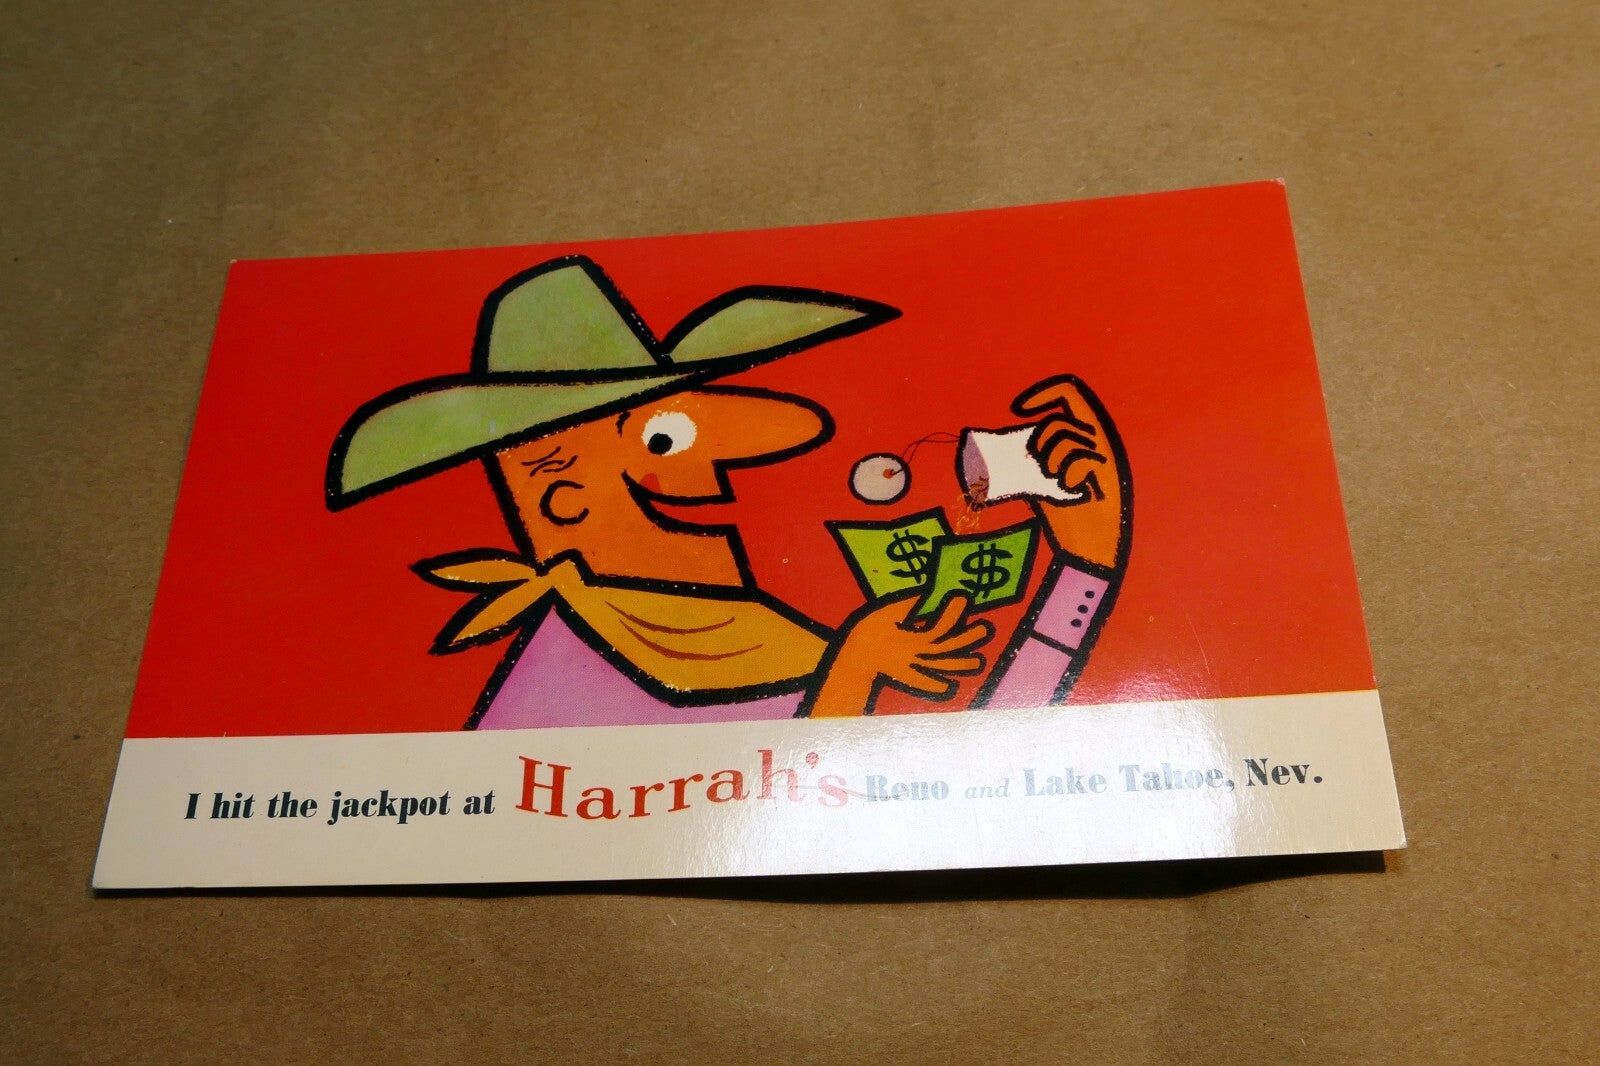 $ $
I hit the jackpot at Harrah's Reno and Lake Tahoe, Nev.